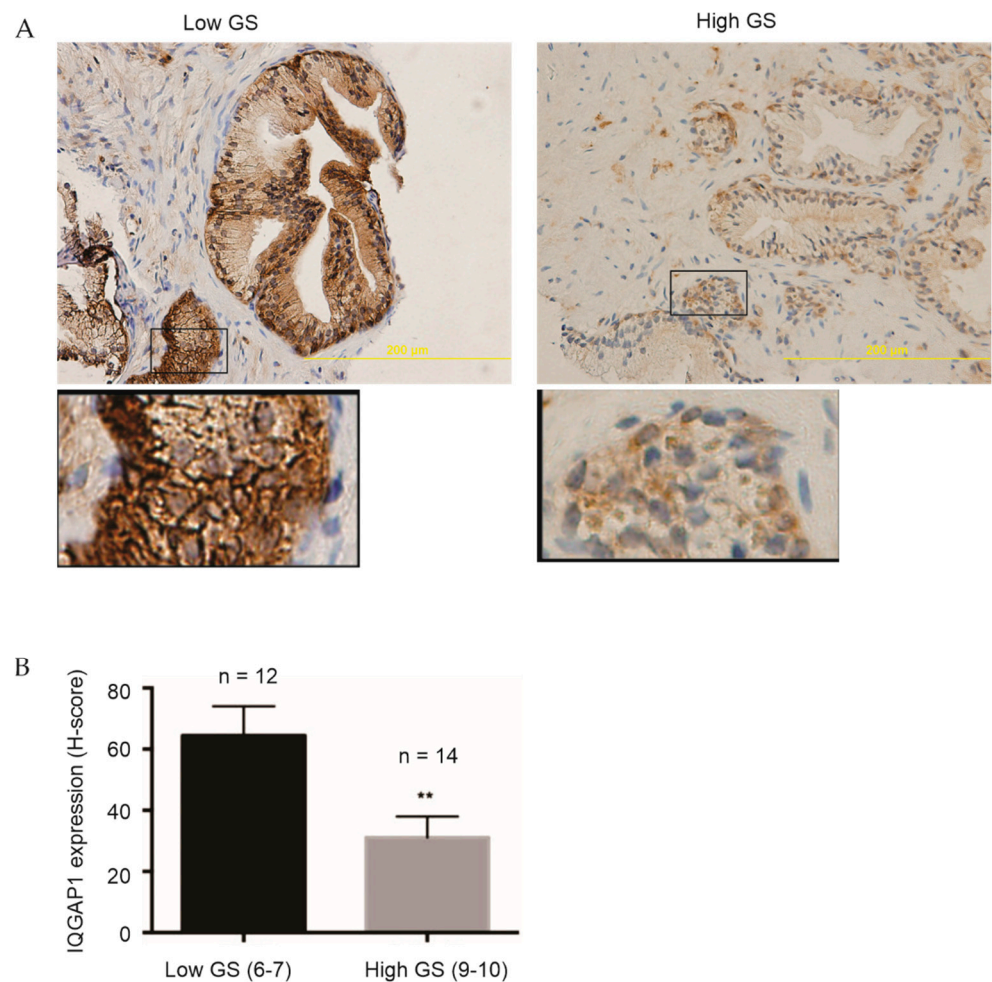 A
Low GS
High GS
200 µm
200 µm
B
IQGAP1 expression (H-score)
80
60
40
20
0
n = 12
n = 14
**
Low GS (6-7)
High GS (9-10)